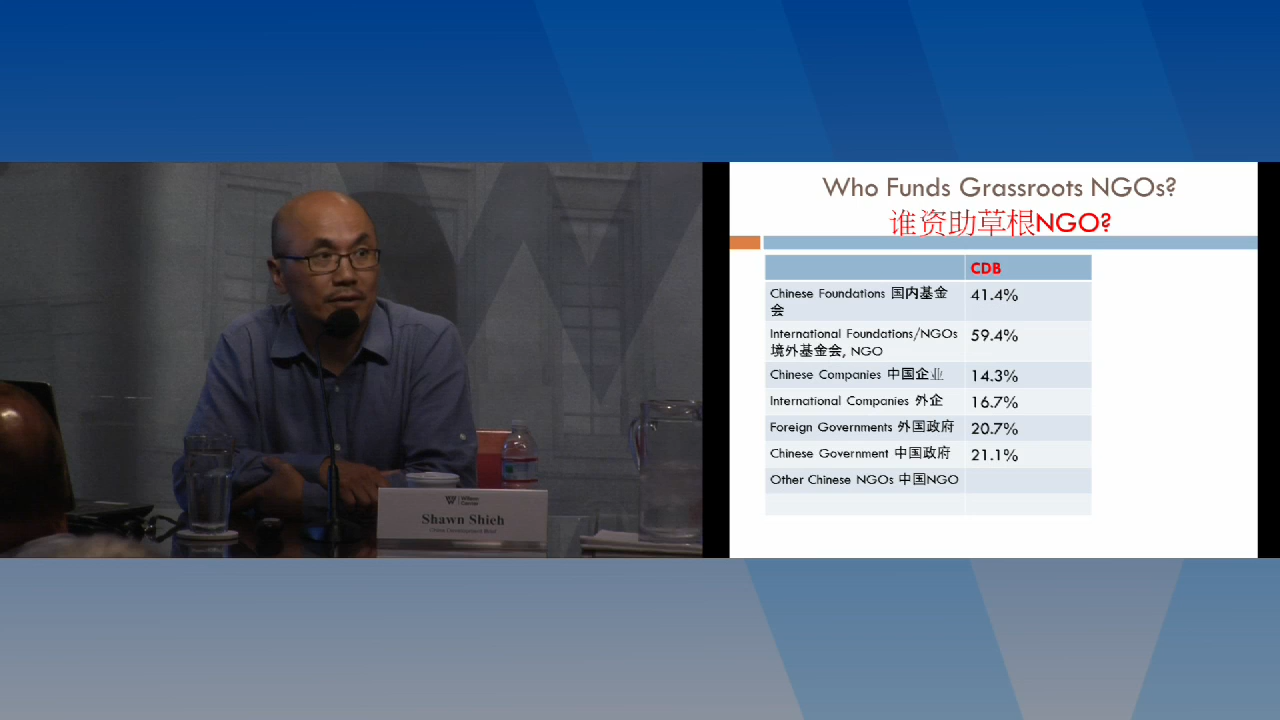 Who Funds Grassroots NGOs?
谁资助草根NGO?
CDB
Chinese Foundations 国内基金
会
41.4%
International Foundations/NGOs
境外基金会, NGO
59.4%
Chinese Companies 中国企业
14.3%
International Companies 外企
16.7%
Foreign Governments 外国政府
20.7%
Chinese Government 中国政府
21.1%
Other Chinese NGOs 中国NGO
W
Wilson
Center
Shawn Shieh